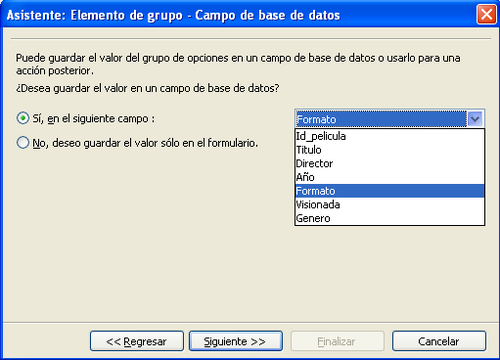 Asistente: Elemento de grupo - Campo de base de datos
Puede guardar el valor del grupo de opciones en un campo de base de datos o usarlo para una
acción posterior.
¿Desea guardar el valor en un campo de base de datos?
Sí, en el siguiente campo :
Formato
No, deseo guardar el valor sólo en el formulario.
Id_pelicula
Titulo
Director
Año
Formato
Visionada
Genero
<< Regresar
Siguiente >>
Finalizar
Cancelar